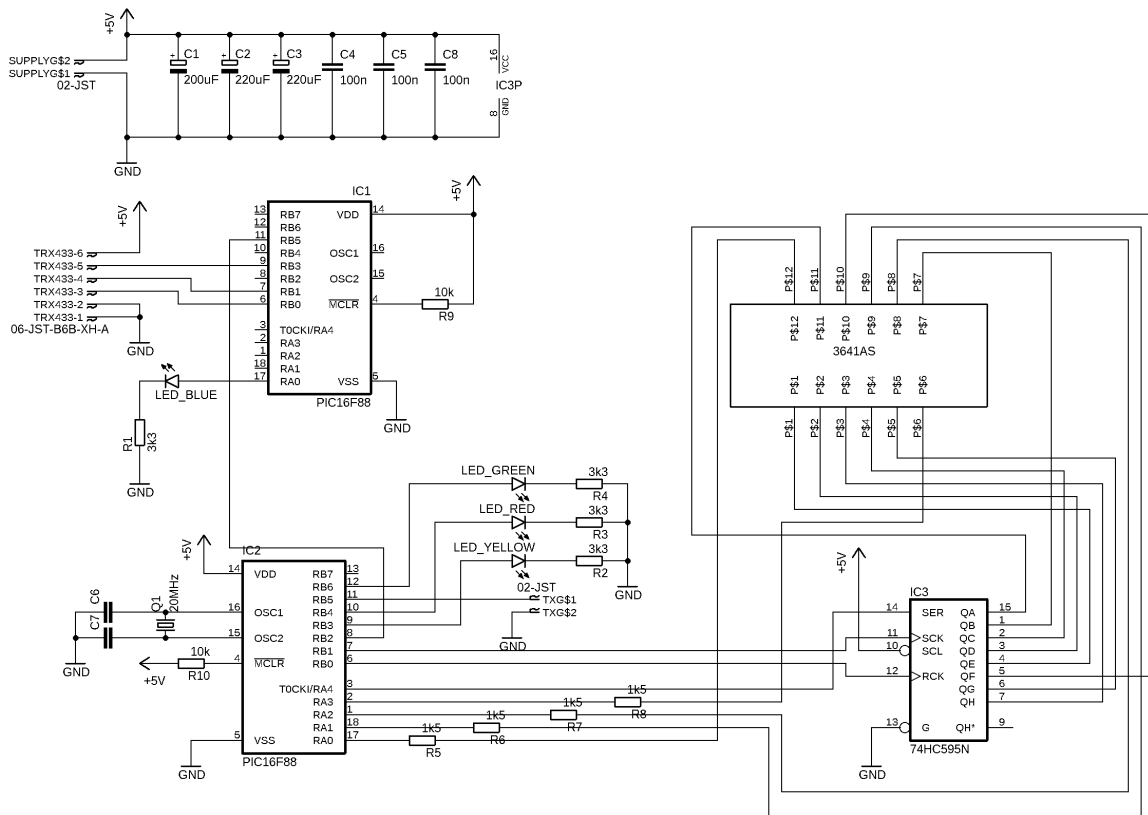 +5V
SUPPLYG$2
SUPPLYG$1
02-JST
+ C1
200uF
+ C2
220uF
+ C3
220uF
C4
100n
C5
100n
C8
100n
16
VCC
IC3P
GND
8
GND
IC1
+5V
+5V
TRX433-6
TRX433-5
TRX433-4
TRX433-3
TRX433-2
TRX433-1
06-JST-B6B-XH-A
GND
13 RB7 VDD 14
12 RB6
11 RB5
10 RB4 OSC1 16
9 RB3
8 RB2 OSC2 15
7 RB1
6 RB0 MCLR 4
3 T0CKI/RA4
2 RA3
1 RA2
18 RA1
17 RA0 VSS 5
PIC16F88
10k
R9
GND
LED_BLUE
R1
3k3
GND
P$12 P$11 P$10 P$9 P$8 P$7
P$12 P$11 P$10 P$9 P$8 P$7
3641AS
P$1 P$2 P$3 P$4 P$5 P$6
P$1 P$2 P$3 P$4 P$5 P$6
LED_GREEN
3k3
R4
LED_RED
3k3
R3
LED_YELLOW
3k3
R2
GND
02-JST
TXG$1
TXG$2
GND
+5V
IC2
14 VDD RB7 13
RB6 12
RB5 11
16 OSC1 RB4 10
RB3 9
15 OSC2 RB2 8
RB1 7
4 MCLR RB0 6
T0CKI/RA4 3
RA3 2
RA2 1
RA1 18
5 VSS RA0 17
PIC16F88
C6
C7
Q1
20MHz
GND
10k
R10
+5V
GND
1k5
R5
1k5
R6
1k5
R7
1k5
R8
+5V
IC3
14 SER QA 15
QB 1
11 SCK QC 2
10 SCL QD 3
QE 4
12 RCK QF 5
QG 6
QH 7
13 G QH* 9
74HC595N
GND